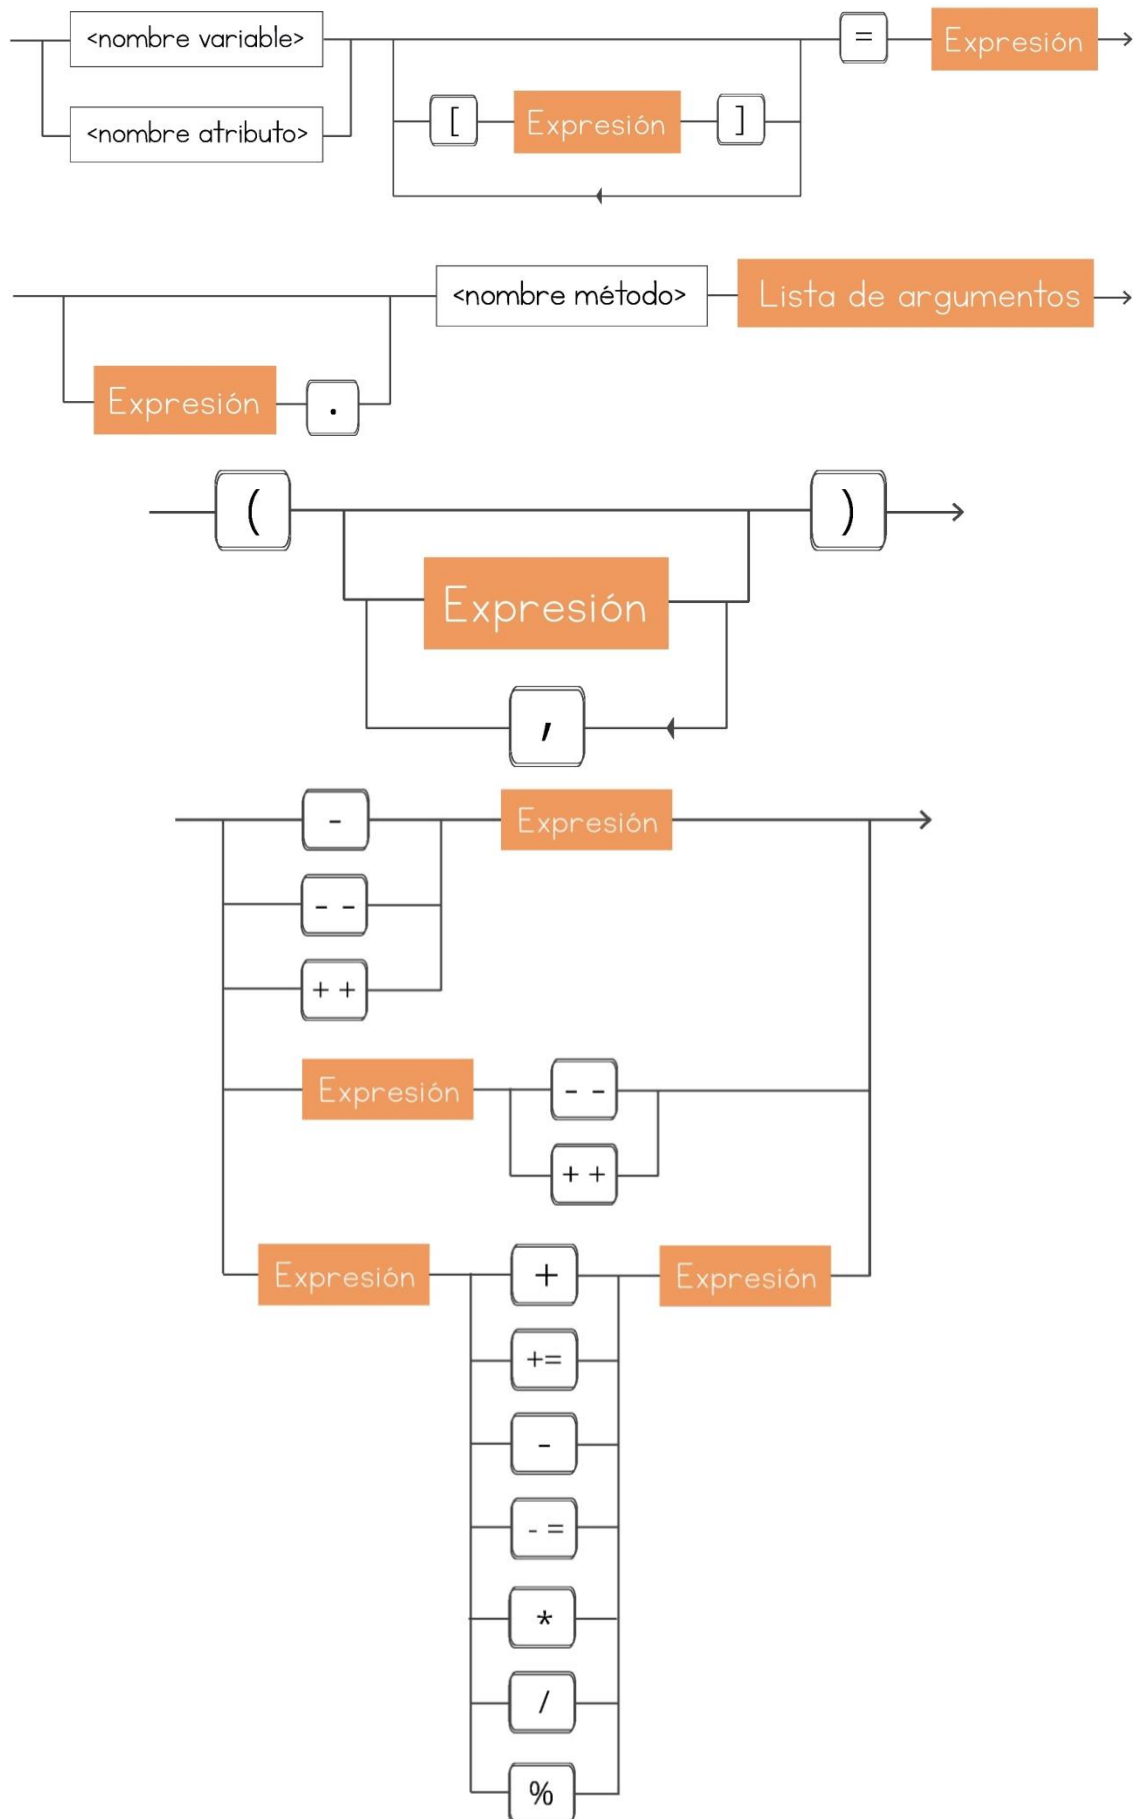 <nombre variable> = Expresión
[ Expresión ]
<nombre atributo>
<nombre método> Lista de argumentos
Expresión .
( )
Expresión
,
- Expresión
- -
+ +
Expresión - -
+ +
Expresión + Expresión
+=
-
- =
*
/
%